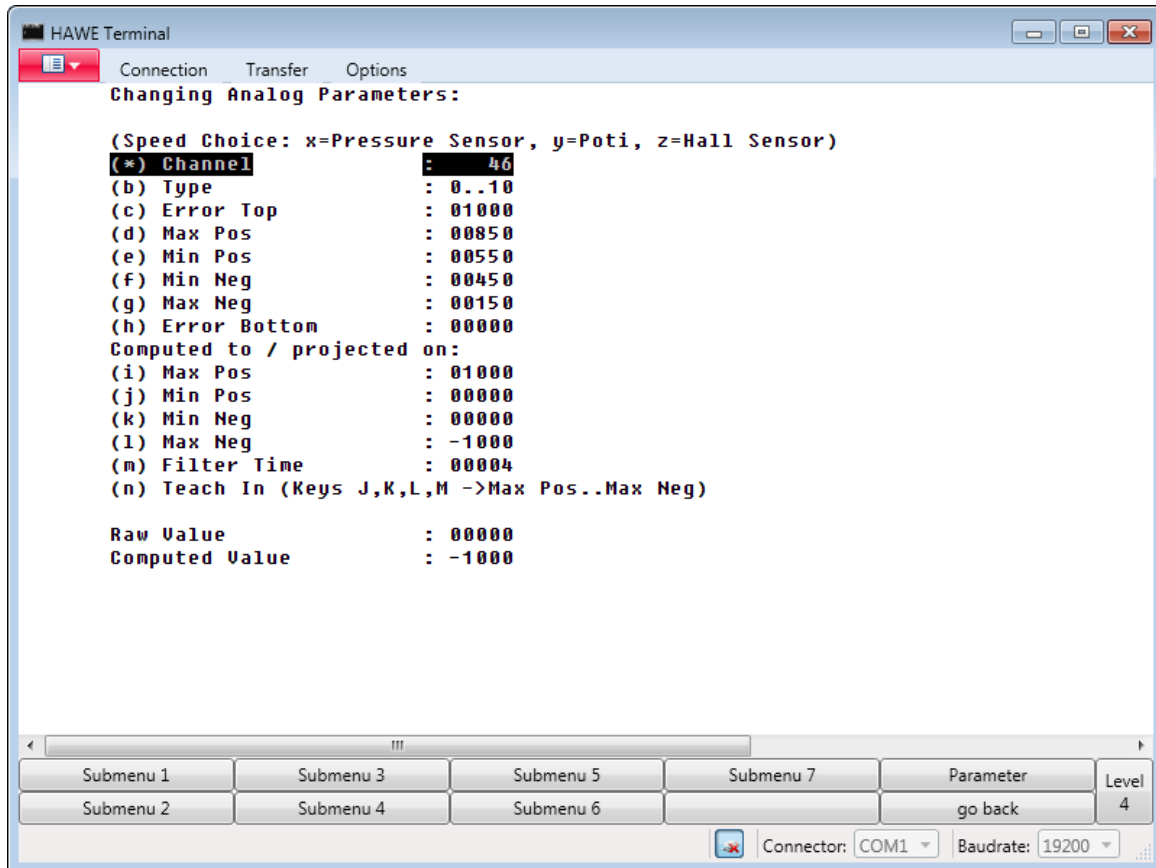 HAWE Terminal
Connection Transfer Options
Changing Analog Parameters:
(Speed Choice: x=Pressure Sensor, y=Poti, z=Hall Sensor)
(*) Channel : 46
(b) Type : 0..10
(c) Error Top : 01000
(d) Max Pos : 00850
(e) Min Pos : 00550
(f) Min Neg : 00450
(g) Max Neg : 00150
(h) Error Bottom : 00000
Computed to / projected on:
(i) Max Pos : 01000
(j) Min Pos : 00000
(k) Min Neg : 00000
(l) Max Neg : -1000
(m) Filter Time : 00004
(n) Teach In (Keys J,K,L,M ->Max Pos..Max Neg)
Raw Value : 00000
Computed Value : -1000
Submenu 1 Submenu 3 Submenu 5 Submenu 7 Parameter Level
Submenu 2 Submenu 4 Submenu 6 go back 4
Connector: COM1 Baudrate: 19200